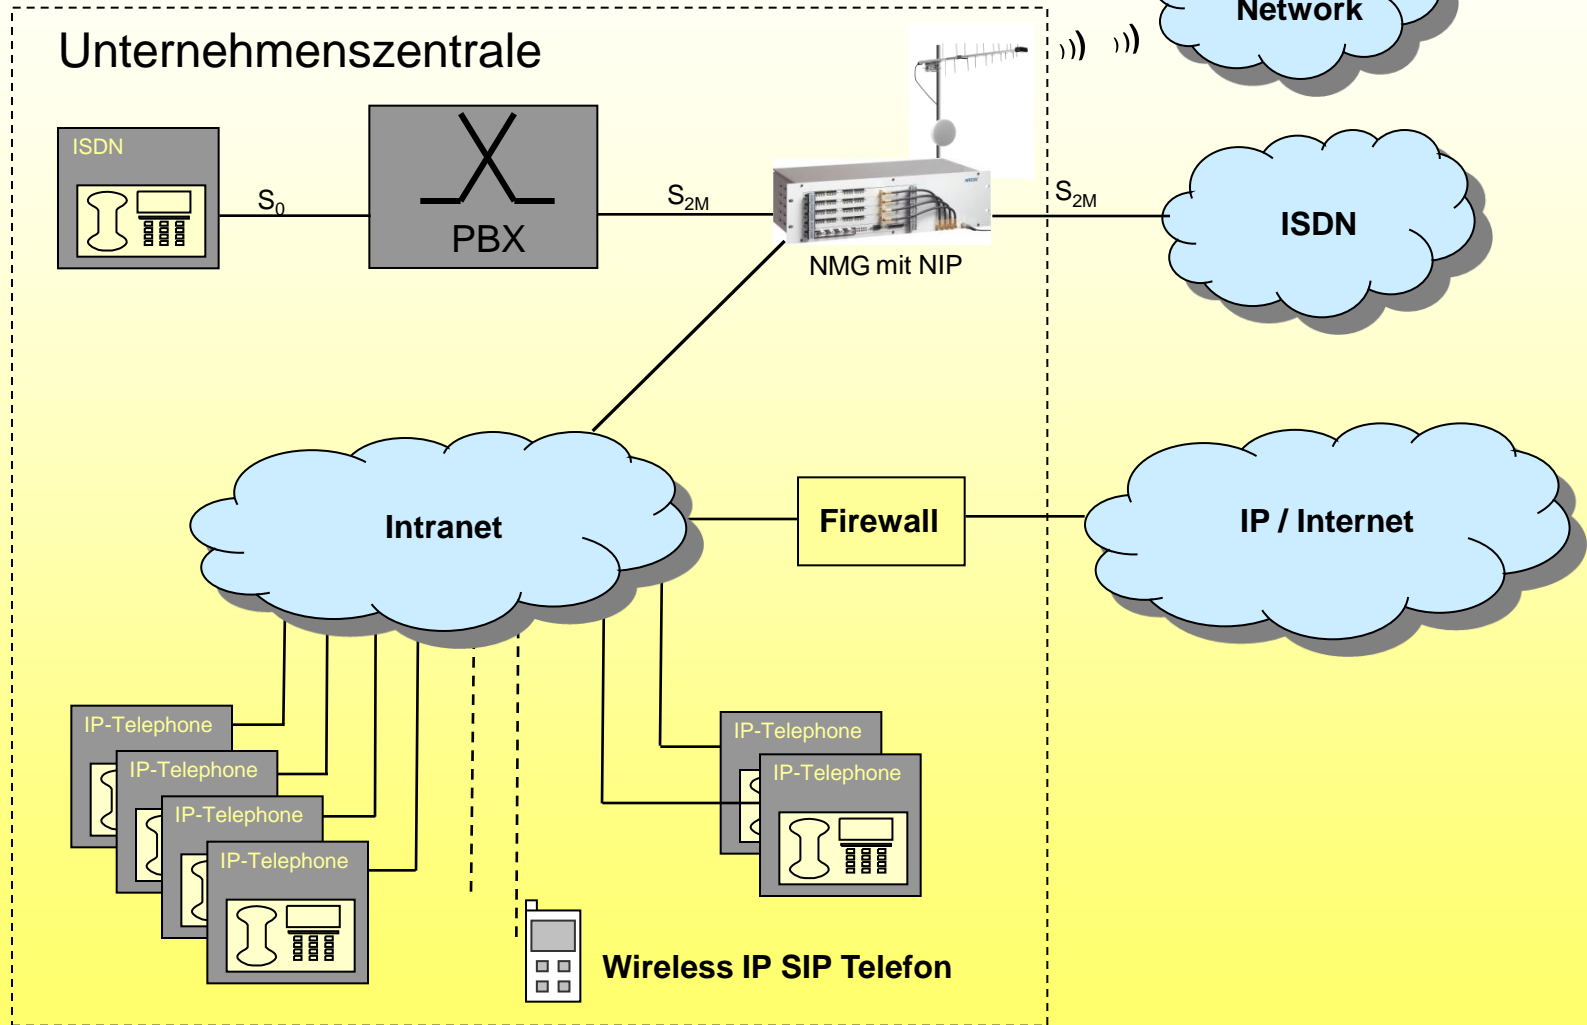 Network
Unternehmenszentrale
ISDN
S0
PBX
S2M
NMG mit NIP
S2M
ISDN
Intranet
Firewall
IP / Internet
IP-Telephone
IP-Telephone
IP-Telephone
IP-Telephone
IP-Telephone
IP-Telephone
Wireless IP SIP Telefon